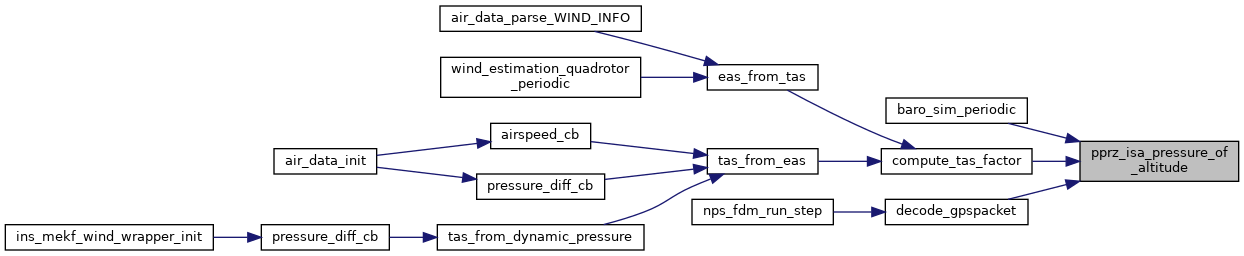 air_data_parse_WIND_INFO
wind_estimation_quadrotor
_periodic
eas_from_tas
baro_sim_periodic
airspeed_cb
air_data_init
pressure_diff_cb
tas_from_eas
compute_tas_factor
pprz_isa_pressure_of
_altitude
nps_fdm_run_step
decode_gpspacket
ins_mekf_wind_wrapper_init
pressure_diff_cb
tas_from_dynamic_pressure